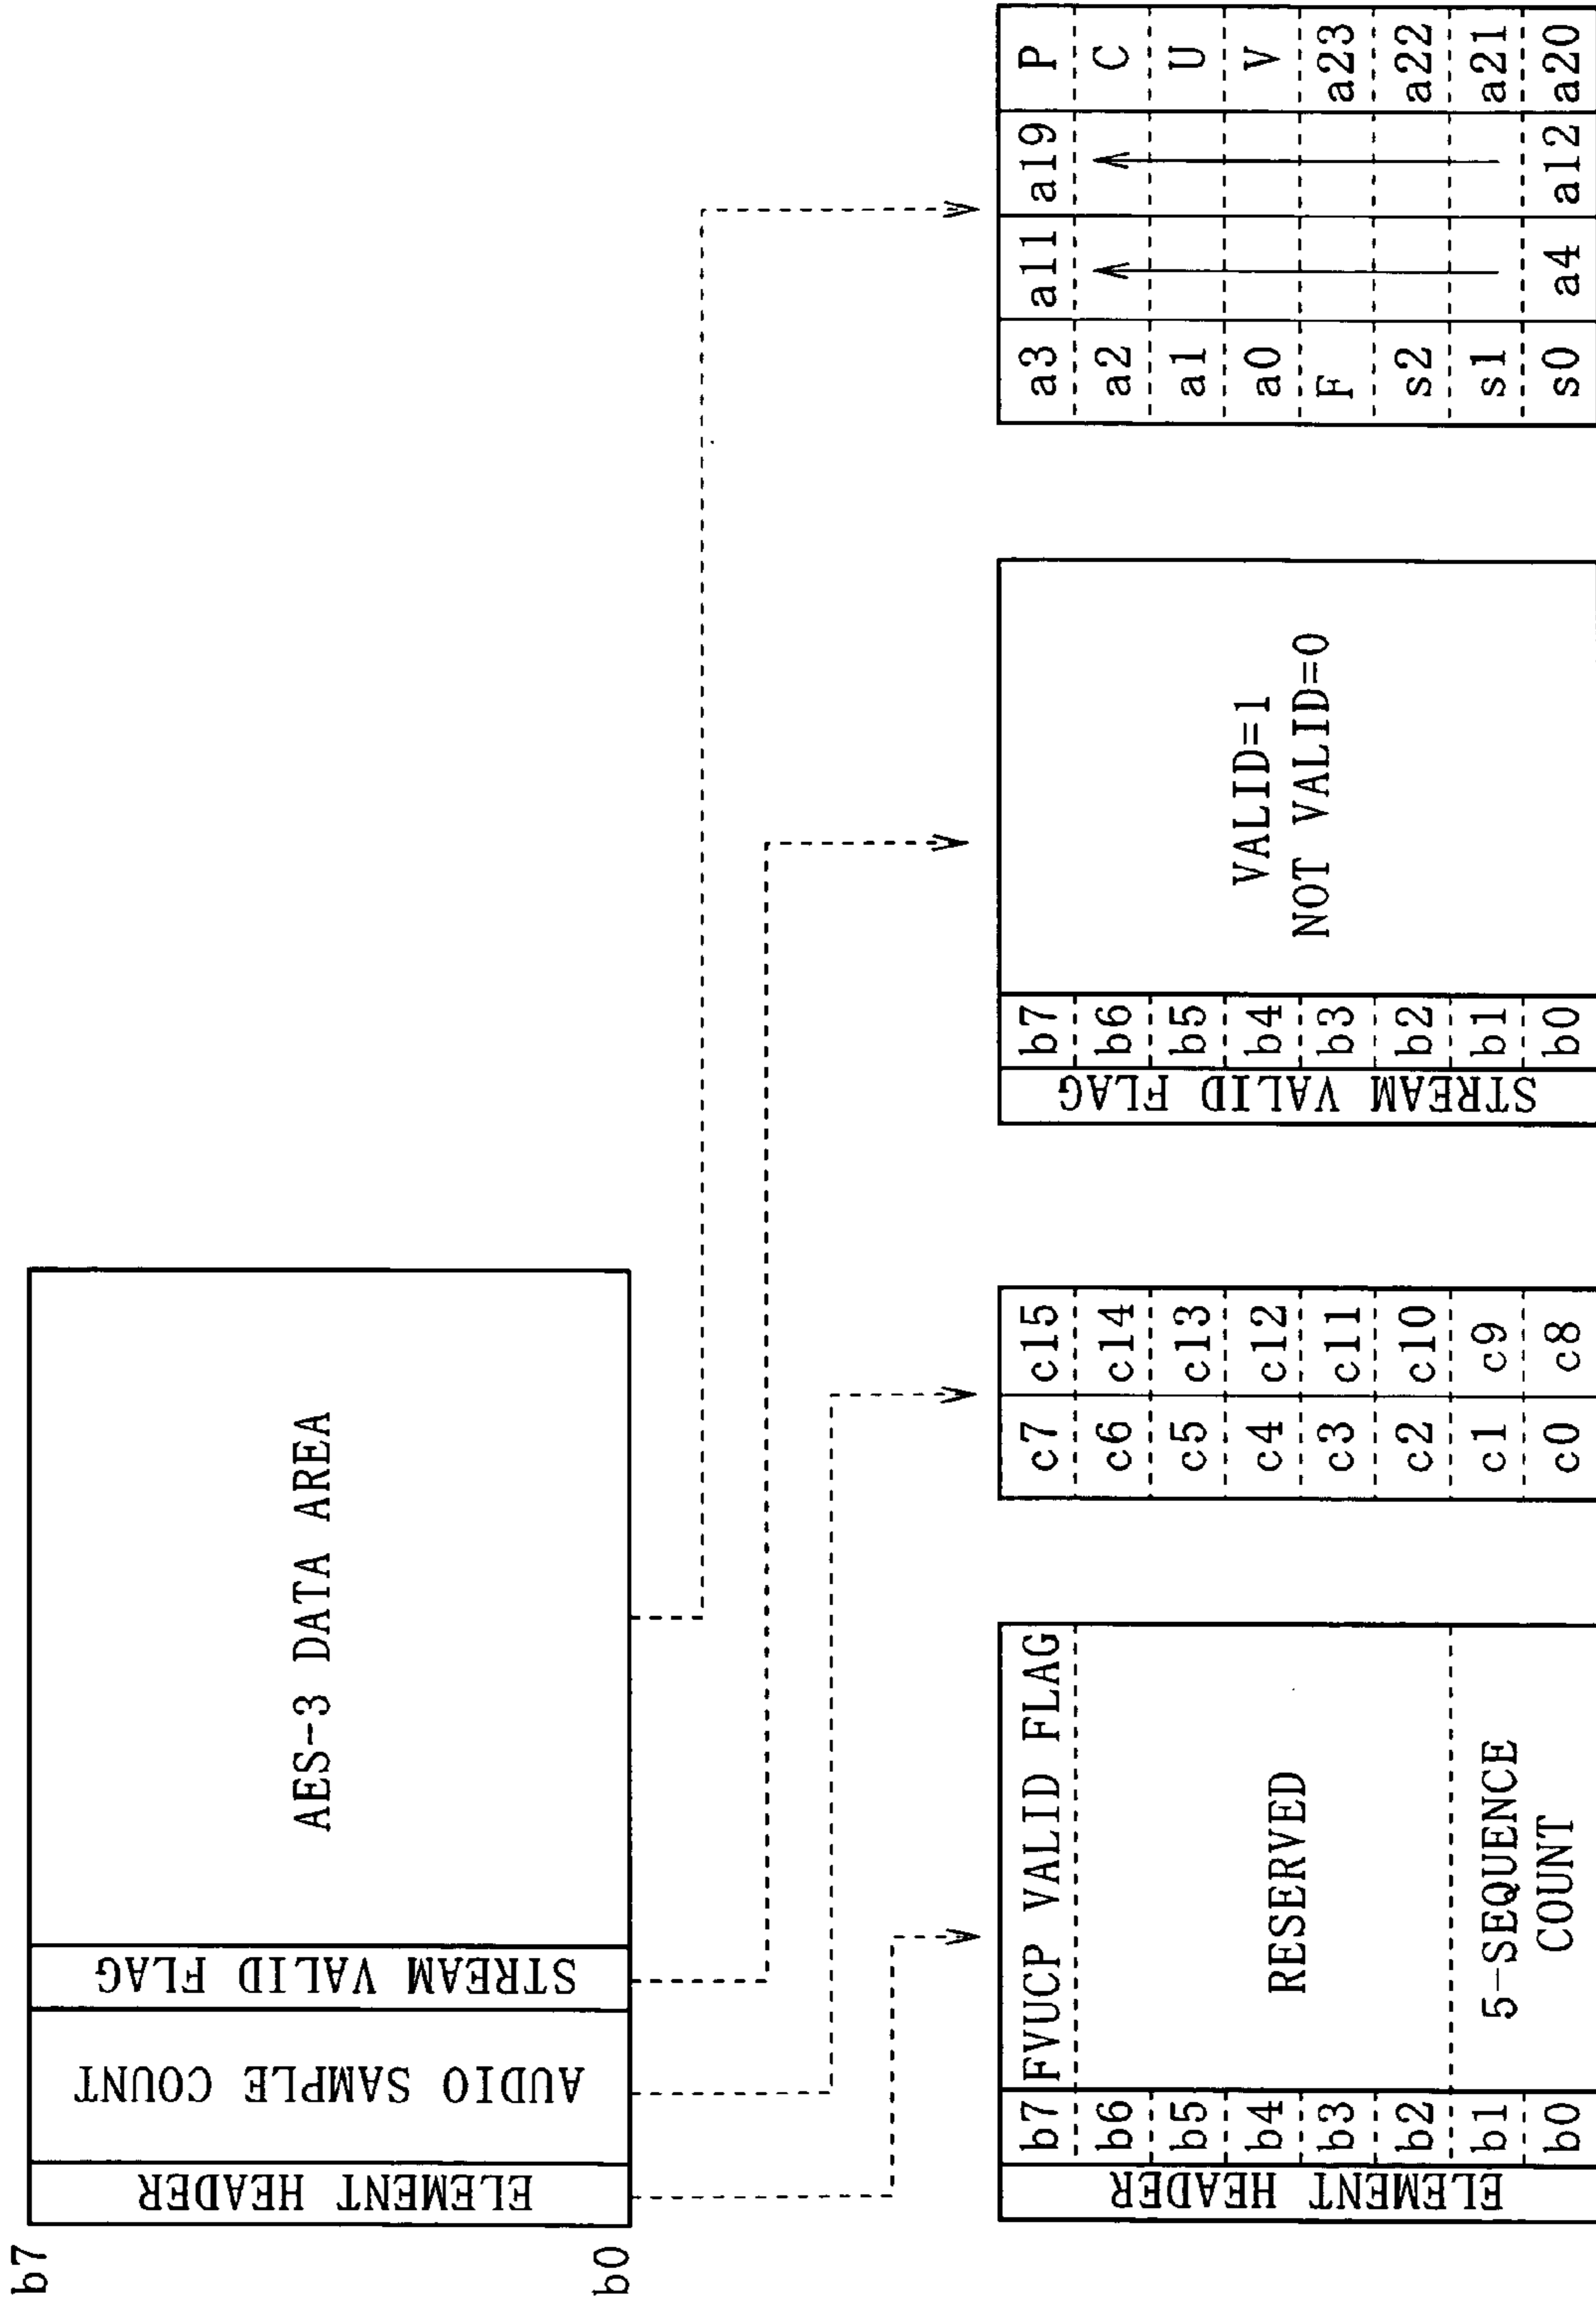 b7
b0
ELEMENT HEADER
AUDIO SAMPLE COUNT
STREAM VALID FLAG
AES-3 DATA AREA
ELEMENT HEADER
b7 FVUCP VALID FLAG
b6
b5
b4
b3
b2
RESERVED
b1
b0
5-SEQUENCE
COUNT
c7 c15
c6 c14
c5 c13
c4 c12
c3 c11
c2 c10
c1 c9
c0 c8
STREAM VALID FLAG
b7
b6
b5
b4
b3
b2
b1
b0
VALID=1
NOT VALID=0
a3 a11 a19 P
a2 C
a1 U
a0 V
F a23
s2 a22
s1 a21
s0 a4 a12 a20